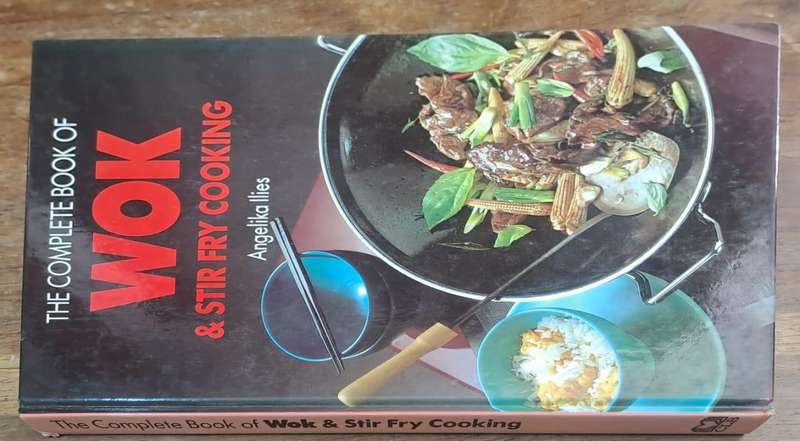 THE COMPLETE BOOK OF
WOK
& STIR FRY COOKING
Angelika Ilies
The Complete Book of Wok & Stir Fry Cooking